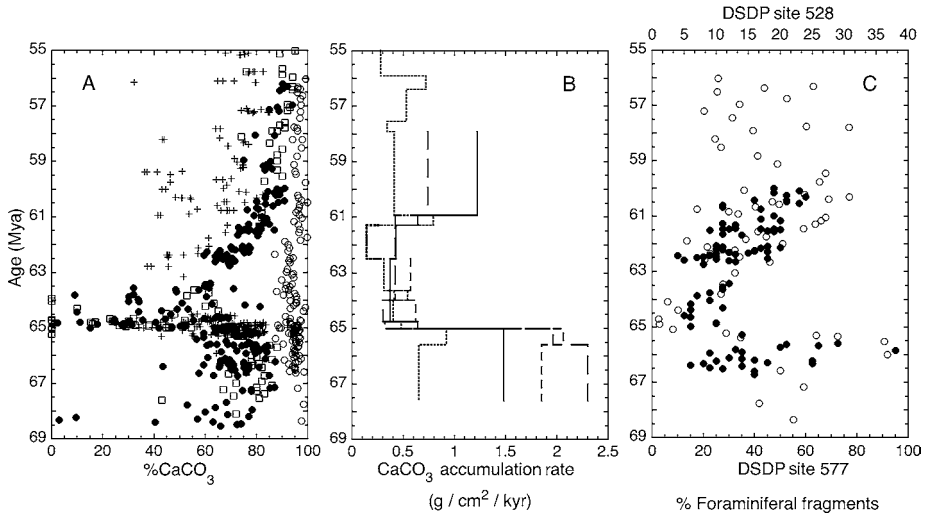 DSDP site 528
0 5 10 15 20 25 30 35 40
A
B
C
55 55 55
57 57 57
59 59 59
61 61 61
63 63 63
65 65 65
67 67 67
69 69 69
Age (Mya)
0 20 40 60 80 100
0 0.5 1 1.5 2 2.5
0 20 40 60 80 100
%CaCO3
CaCO3 accumulation rate
DSDP site 577
(g / cm2 / kyr)
% Foraminiferal fragments